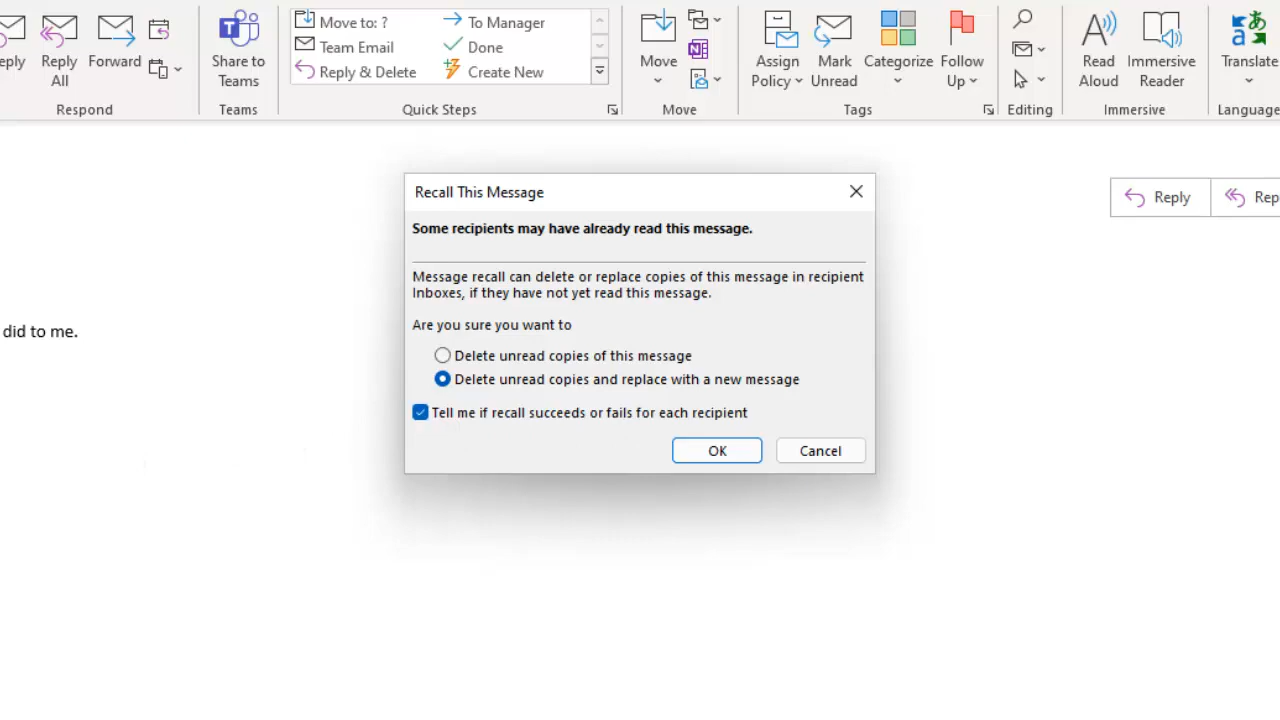 Move to: ? To Manager
eply Reply Forward Share to Team Email Done Move Assign Mark Categorize Follow Read Immersive Translate
All Teams Reply & Delete Create New Policy Unread Up Aloud Reader
Respond Teams Quick Steps Move Tags Editing Immersive Language
Recall This Message
Reply Rep
Some recipients may have already read this message.
Message recall can delete or replace copies of this message in recipient
Inboxes, if they have not yet read this message.
Are you sure you want to
did to me.
Delete unread copies of this message
Delete unread copies and replace with a new message
Tell me if recall succeeds or fails for each recipient
OK Cancel